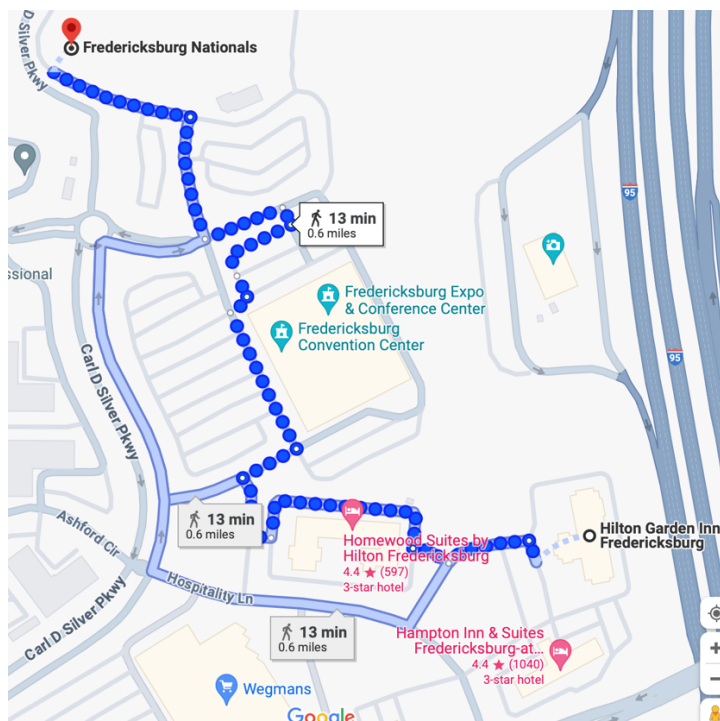 D Silver Pkwy
Fredericksburg Nationals
95
13 min
0.6 miles
essional
Fredericksburg Expo
& Conference Center
Fredericksburg
Convention Center
95
Carl D Silver Pkwy
13 min
0.6 miles
Ashford Cir
Hilton Garden Inn
Fredericksburg
Homewood Suites by
Hilton Fredericksburg
4.4 ★ (597)
3-star hotel
Hospitality Ln
Carl D Silver Pkwy
13 min
0.6 miles
Hampton Inn & Suites
Fredericksburg-at...
4.4 ★ (1040)
3-star hotel
Wegmans
Google